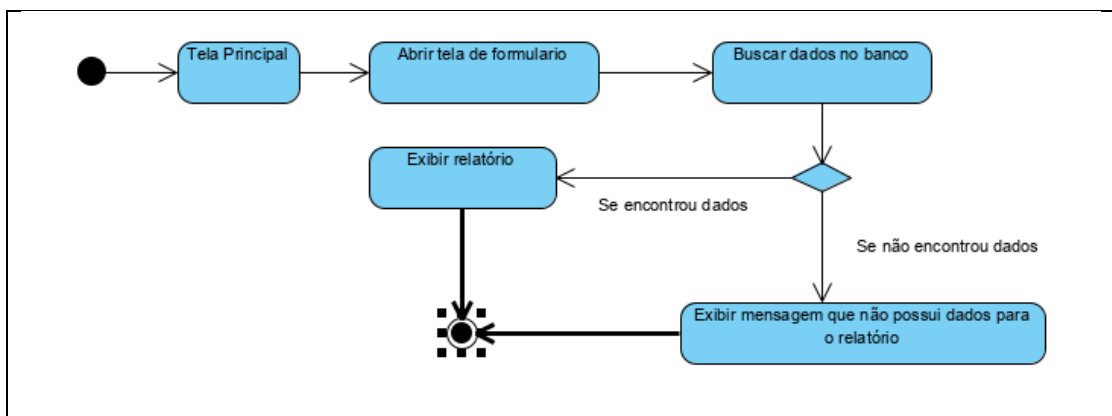 Tela Principal
Abrir tela de formulario
Buscar dados no banco
Exibir relatório
Se encontrou dados
Se não encontrou dados
Exibir mensagem que não possui dados para
o relatório